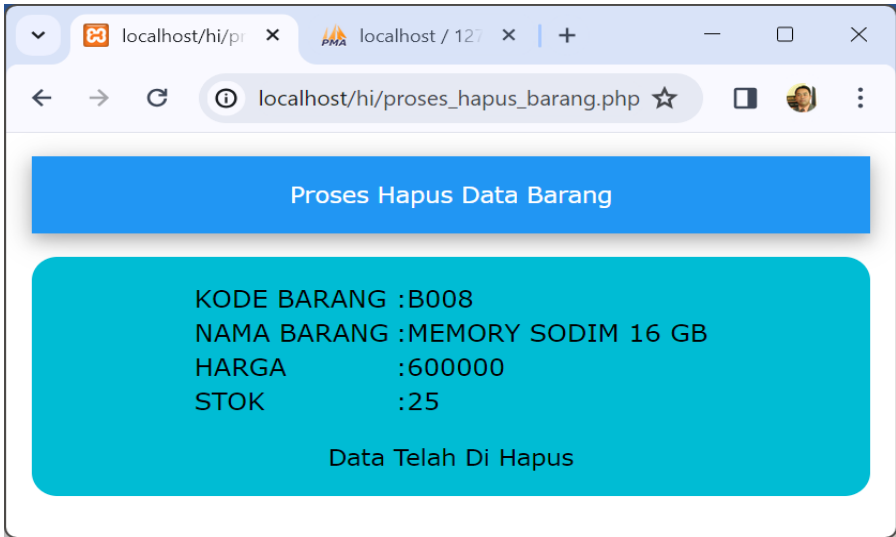 localhost/hi/pr
PMA localhost / 127
localhost/hi/proses_hapus_barang.php
Proses Hapus Data Barang
KODE BARANG :B008
NAMA BARANG :MEMORY SODIM 16 GB
HARGA :600000
STOK :25
Data Telah Di Hapus